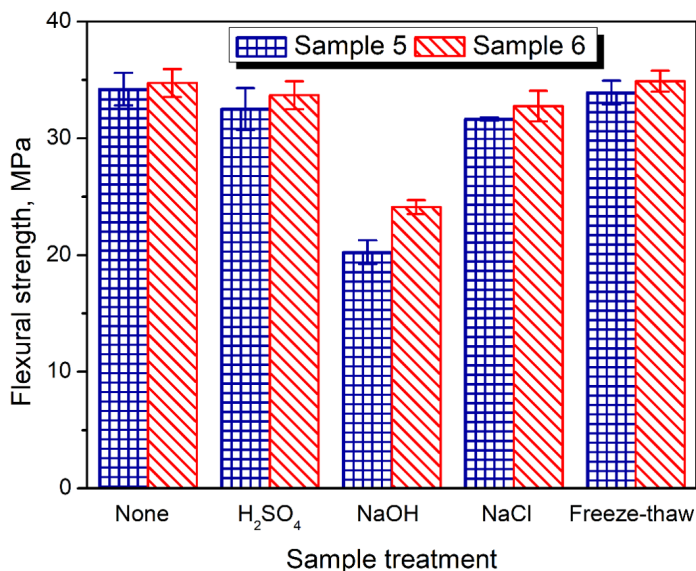 40
30
20
10
0
Flexural strength, MPa
Sample 5 Sample 6
None H₂SO₄ NaOH NaCl Freeze-thaw
Sample treatment